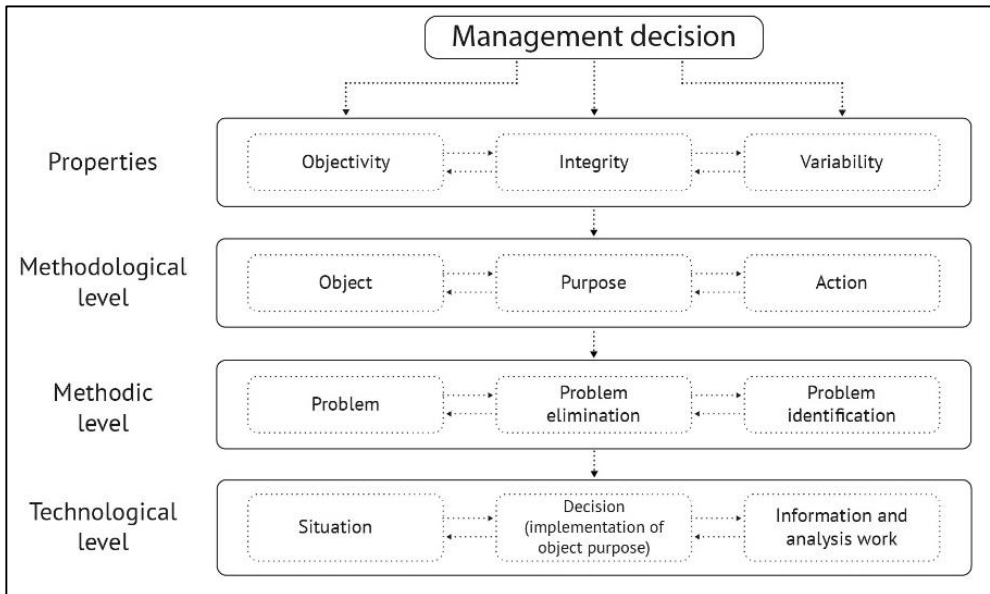 Management decision
Properties
Objectivity
Integrity
Variability
Methodological
level
Object
Purpose
Action
Methodic
level
Problem
Problem
elimination
Problem
identification
Technological
level
Situation
Decision
(implementation of
object purpose)
Information and
analysis work